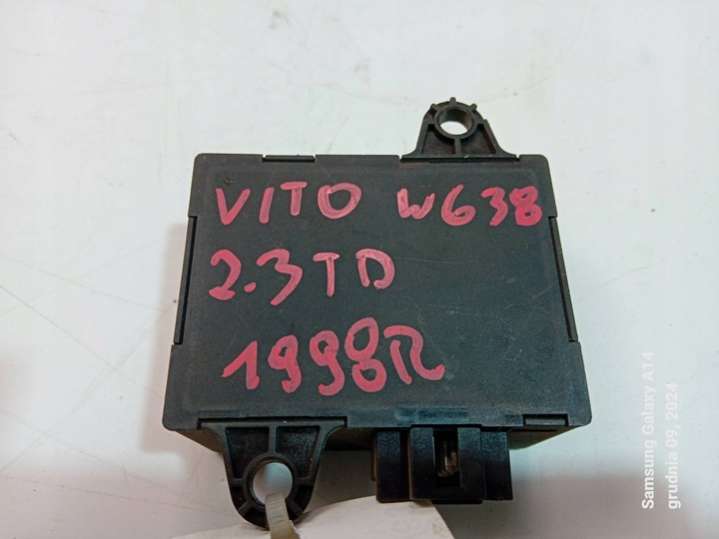 VITO W638
2.3TD
1998R
Samsung Galaxy A14
grudnia 09, 2024